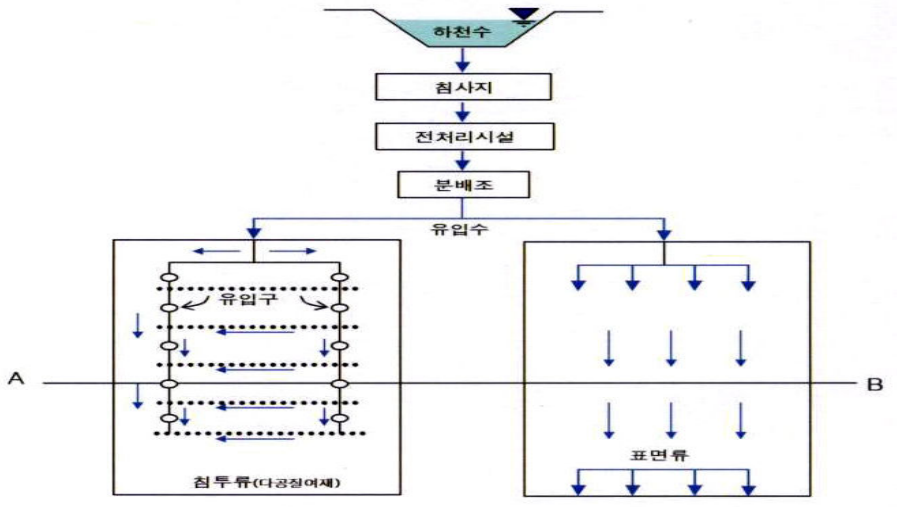 하천수
침사지
전처리시설
분배조
유입수
유입구
A
B
표면류
침투류(다공질여재)